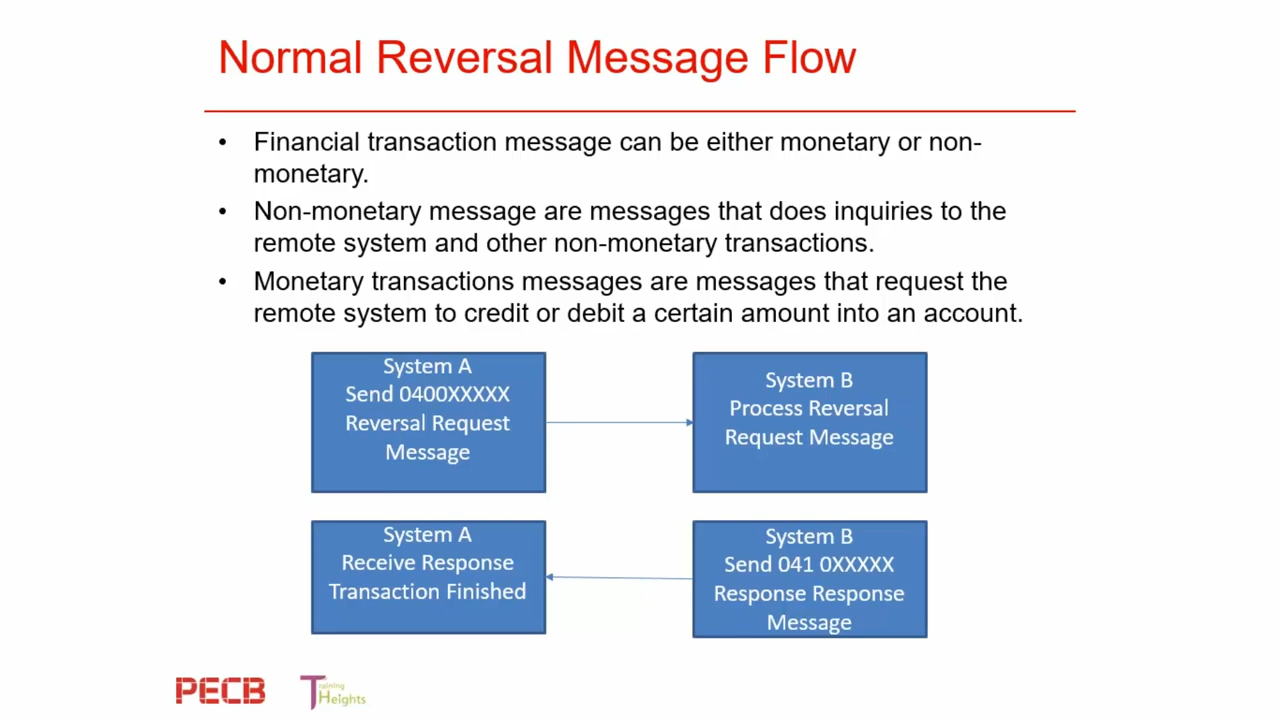 Normal Reversal Message Flow
• Financial transaction message can be either monetary or non-
monetary.
• Non-monetary message are messages that does inquiries to the
remote system and other non-monetary transactions.
• Monetary transactions messages are messages that request the
remote system to credit or debit a certain amount into an account.
System A
Send 0400XXXXX
Reversal Request
Message
System B
Process Reversal
Request Message
System A
Receive Response
Transaction Finished
System B
Send 041 0XXXXX
Response Response
Message
PECB
Training
Heights